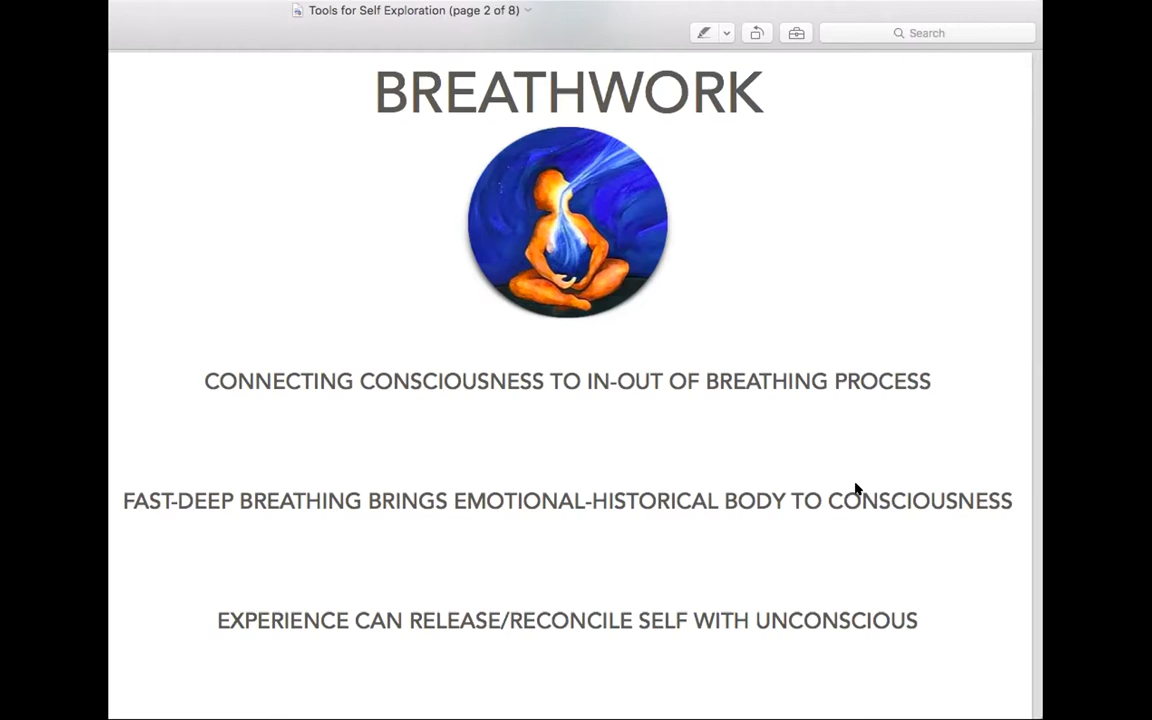 Tools for Self Exploration (page 2 of 8)
Search
BREATHWORK
CONNECTING CONSCIOUSNESS TO IN-OUT OF BREATHING PROCESS
FAST-DEEP BREATHING BRINGS EMOTIONAL-HISTORICAL BODY TO CONSCIOUSNESS
EXPERIENCE CAN RELEASE/RECONCILE SELF WITH UNCONSCIOUS